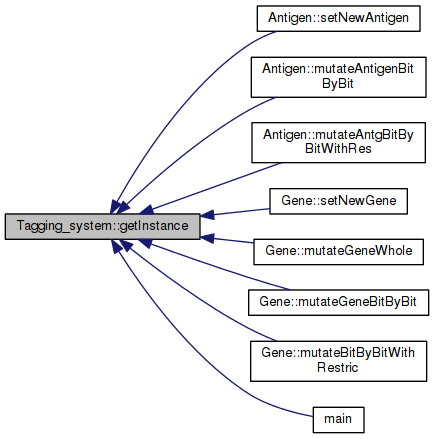 Antigen::setNewAntigen
Antigen::mutateAntigenBit
ByBit
Antigen::mutateAntgBitBy
BitWithRes
Gene::setNewGene
Tagging_system::getInstance
Gene::mutateGeneWhole
Gene::mutateGeneBitByBit
Gene::mutateBitByBitWith
Restric
main